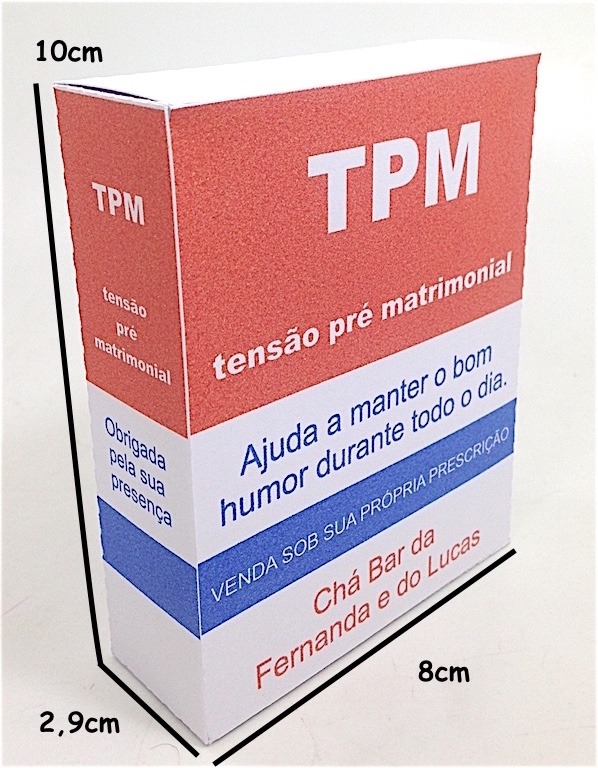 10cm
TPM
tensão
pré
matrimonial
Obrigada
pela sua
presença
TPM
tensão pré matrimonial
Ajuda a manter o bom
humor durante todo o dia.
VENDA SOB SUA PRÓPRIA PRESCRIÇÃO
Chá Bar da
Fernanda e do Lucas
8cm
2,9cm